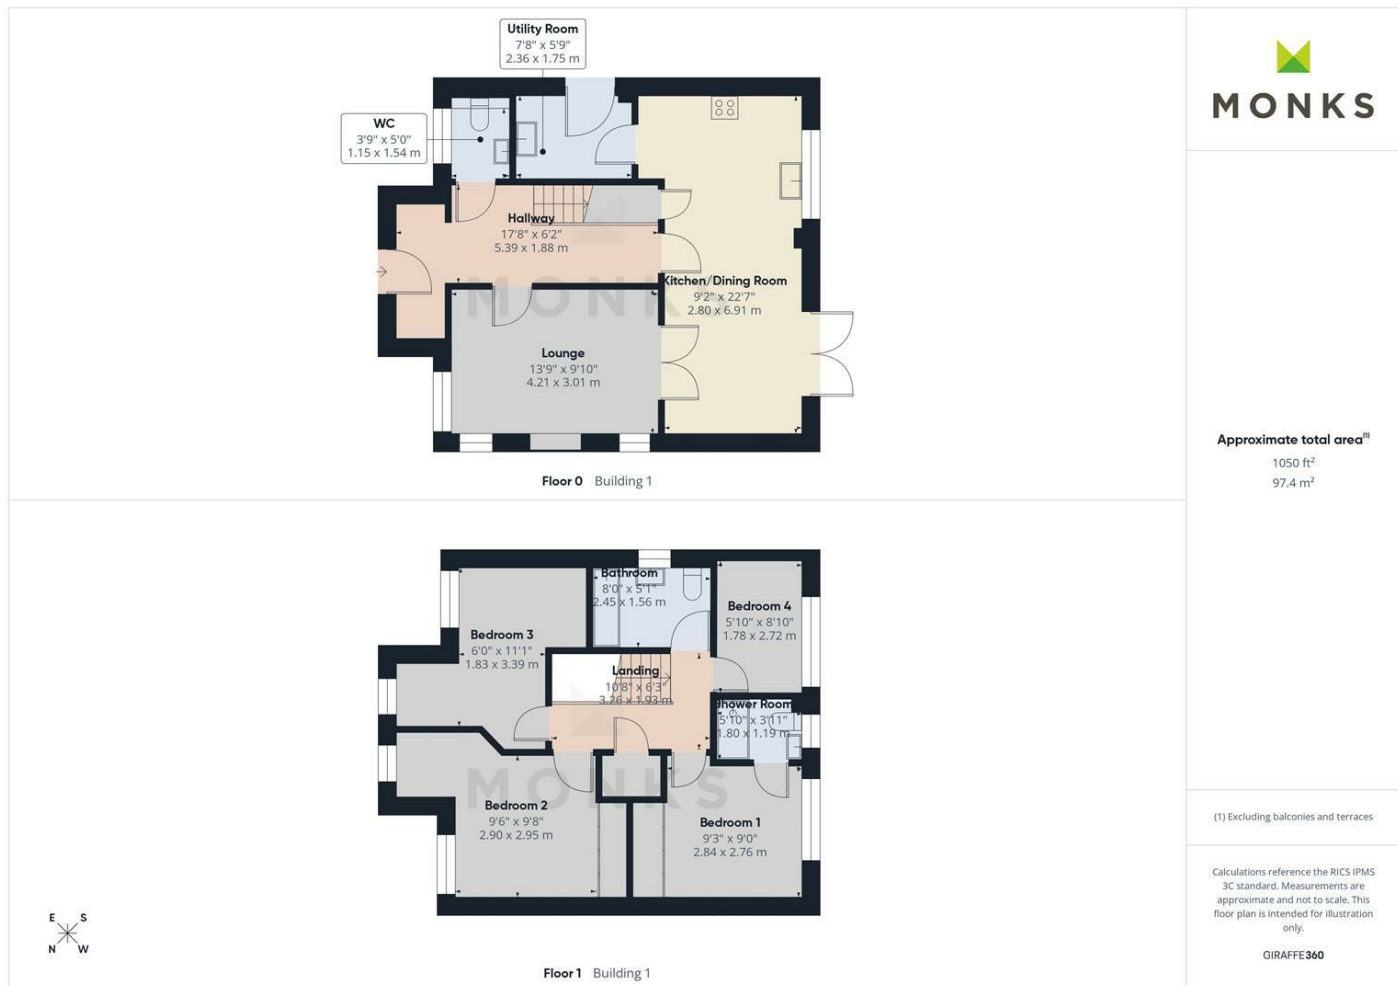 Utility Room
7'8" x 5'9"
2.36 x 1.75 m
WC
3'9" x 5'0"
1.15 x 1.54 m
Hallway
17'8" x 6'2"
5.39 x 1.88 m
MONKS
Kitchen/Dining Room
9'2" x 22'7"
2.80 x 6.91 m
Lounge
13'9" x 9'10"
4.21 x 3.01 m
Floor 0 Building 1
Bathroom
8'0" x 5'1"
2.45 x 1.56 m
Bedroom 4
5'10" x 8'10"
1.78 x 2.72 m
Bedroom 3
6'0" x 11'1"
1.83 x 3.39 m
Landing
10'8" x 6'3"
3.26 x 1.93 m
Shower Room
5'10" x 3'11"
1.80 x 1.19 m
MONKS
Bedroom 2
9'6" x 9'8"
2.90 x 2.95 m
Bedroom 1
9'3" x 9'0"
2.84 x 2.76 m
E S
N W
Floor 1 Building 1
MONKS
Approximate total area(1)
1050 ft²
97.4 m²
(1) Excluding balconies and terraces
Calculations reference the RICS IPMS
3C standard. Measurements are
approximate and not to scale. This
floor plan is intended for illustration
only.
GIRAFFE360